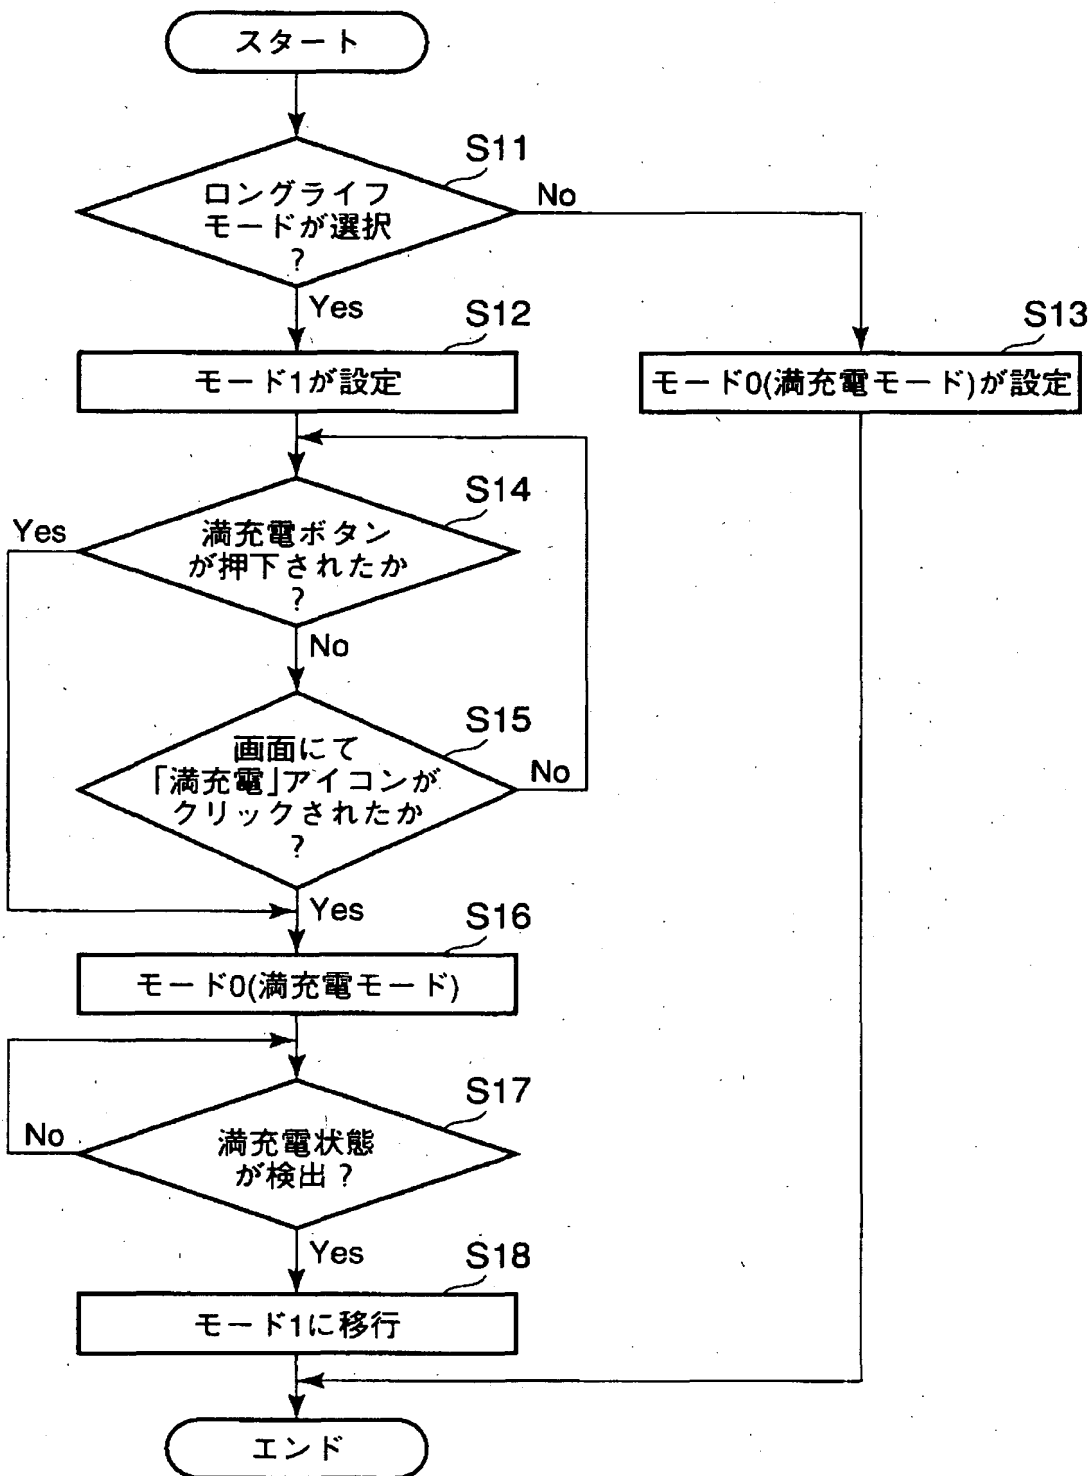 スタート
S11
ロングライフ
モードが選択
?
No
Yes
S12
モード1が設定
S13
モード0(満充電モード)が設定
S14
満充電ボタン
が押下されたか
?
Yes
No
S15
画面にて
「満充電」アイコンが
クリックされたか
?
No
Yes
S16
モード0(満充電モード)
S17
満充電状態
が検出?
No
Yes
S18
モード1に移行
エンド